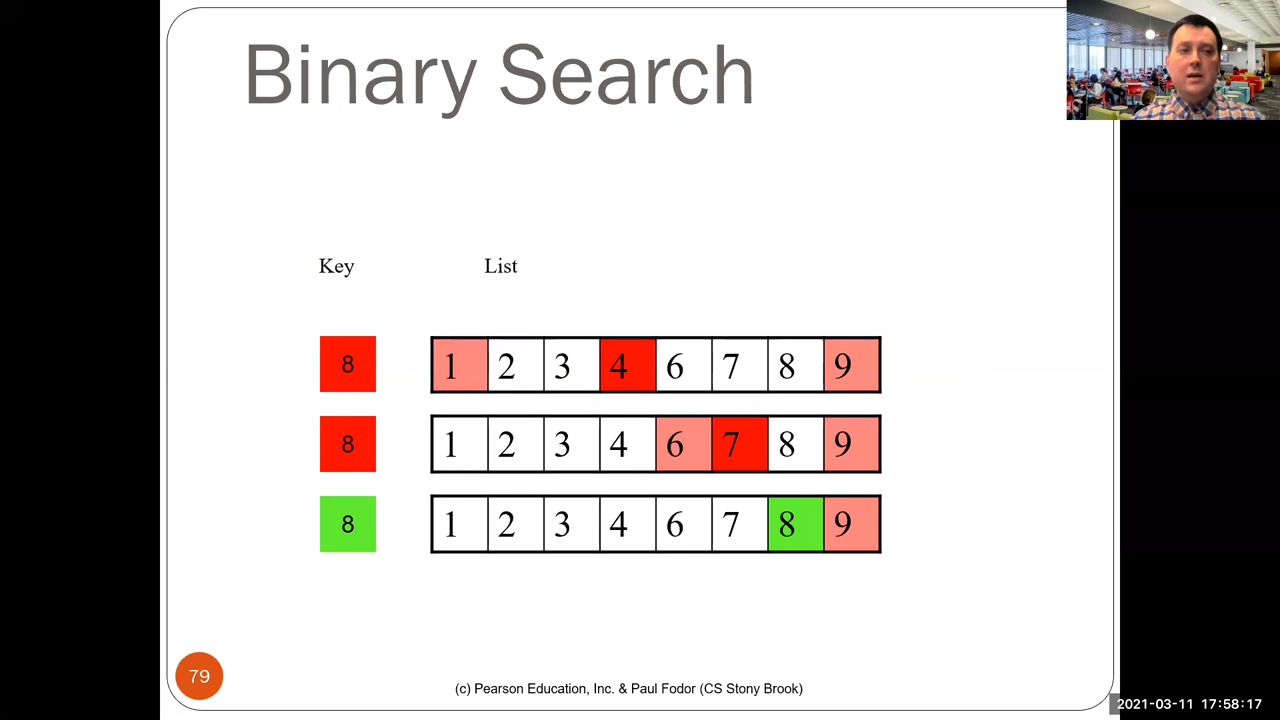 Binary Search
Key List
8 1 2 3 4 6 7 8 9
8 1 2 3 4 6 7 8 9
8 1 2 3 4 6 7 8 9
79
(c) Pearson Education, Inc. & Paul Fodor (CS Stony Brook)
2021-03-11 17:58:17